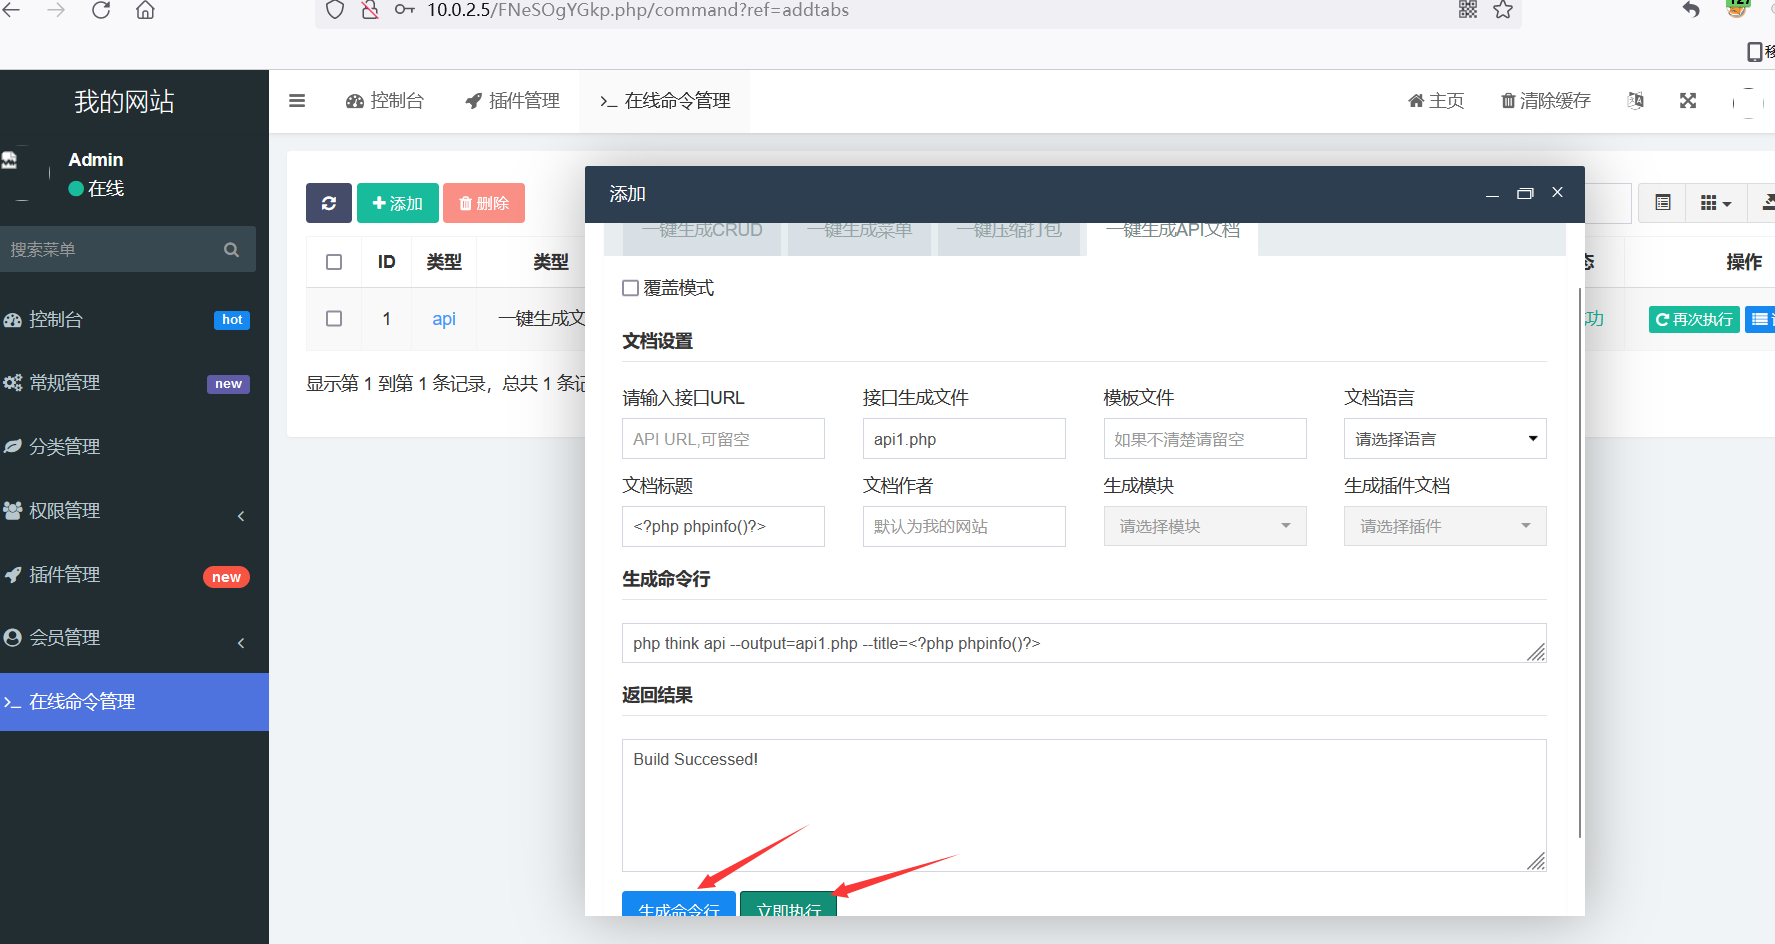 10.0.2.5/FNeSOgYGkp.php/command?ref=addtabs
127
移
我的网站
控制台
插件管理
在线命令管理
主页
清除缓存
Admin
在线
搜索菜单
控制台 hot
常规管理 new
分类管理
权限管理
插件管理 new
会员管理
在线命令管理
添加
删除
ID 类型 类型
操作
1 api 一键生成文
功
再次执行
显示第 1 到第 1 条记录，总共 1 条记
添加
一键生成CRUD 一键生成菜单 一键压缩打包 一键生成API文档
覆盖模式
文档设置
请输入接口URL 接口生成文件 模板文件 文档语言
API URL,可留空 api1.php 如果不清楚请留空 请选择语言
文档标题 文档作者 生成模块 生成插件文档
<?php phpinfo()?> 默认为我的网站 请选择模块 请选择插件
生成命令行
php think api --output=api1.php --title=<?php phpinfo()?>
返回结果
Build Successed!
生成命令行 立即执行